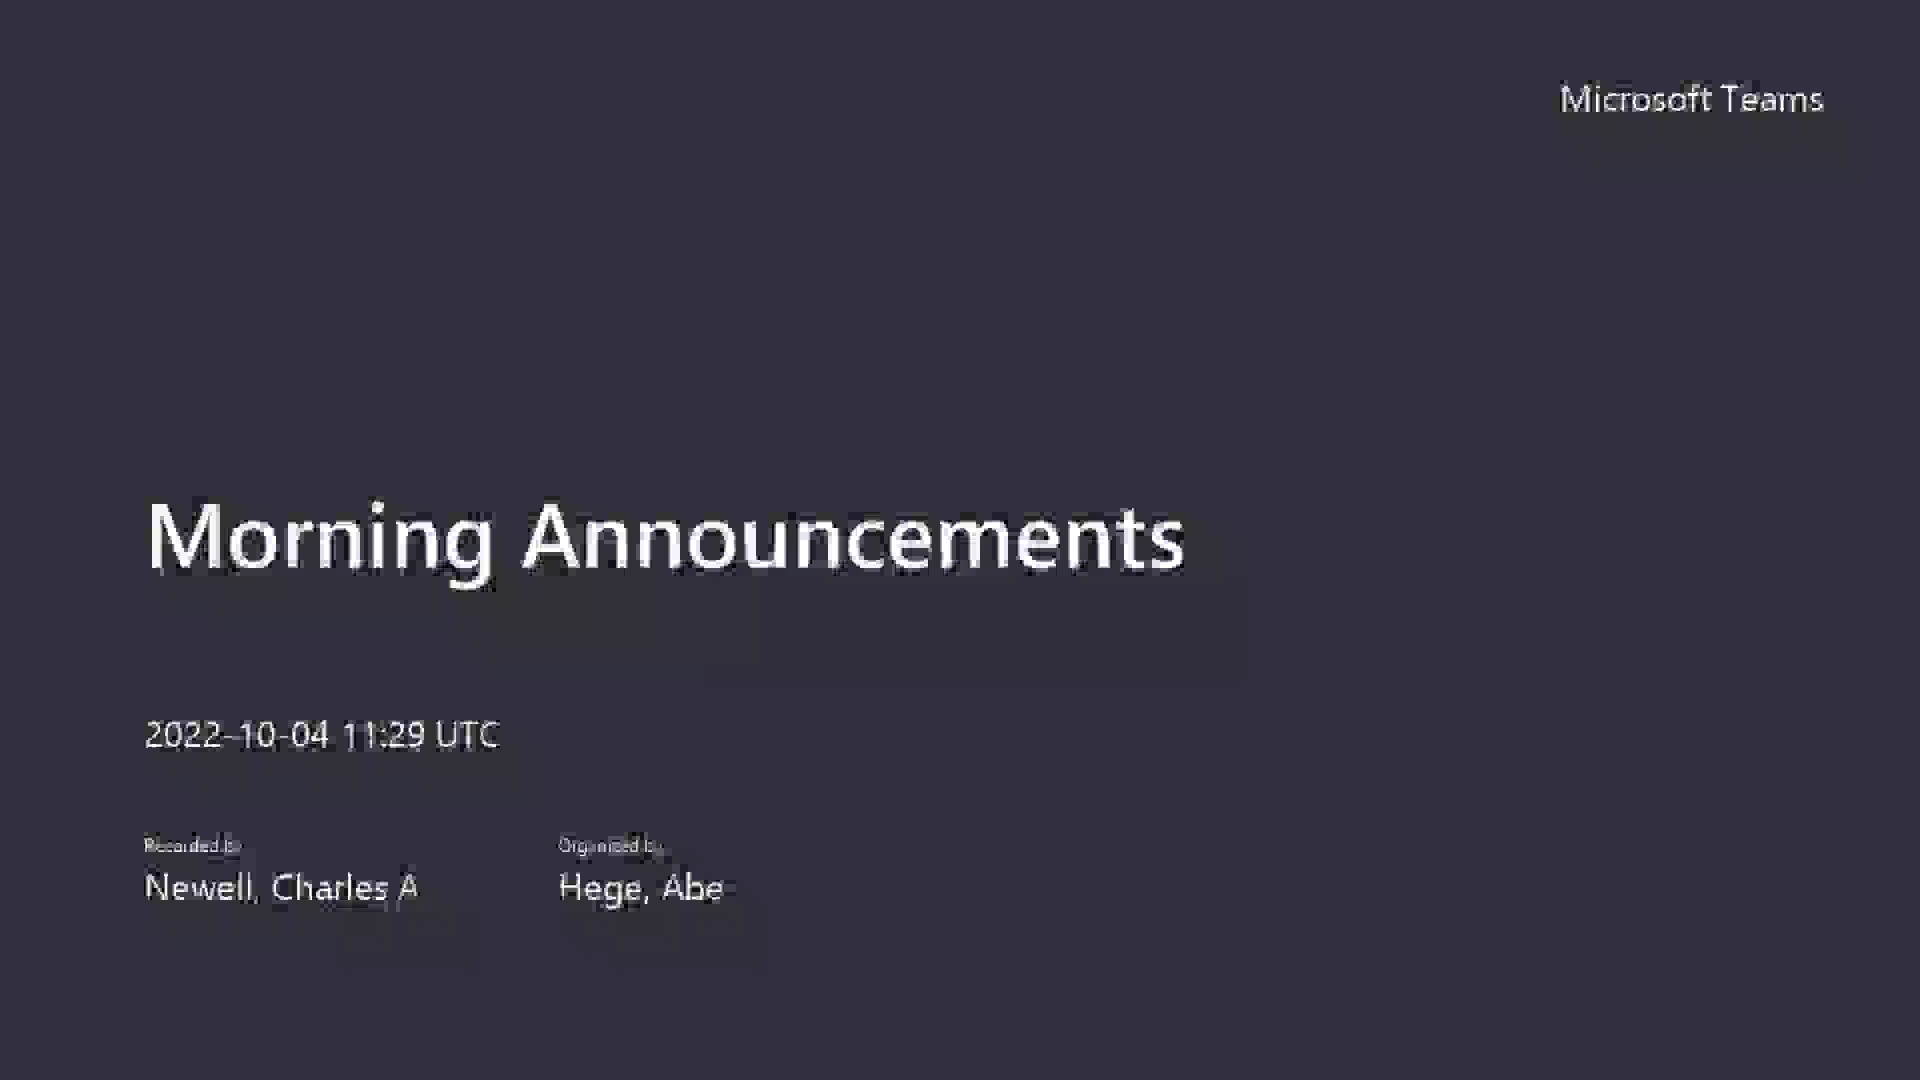 Microsoft Teams
Morning Announcements
2022-10-04 11:29 UTC
Recorded by
Organized by
Newell, Charles A
Hege, Abe